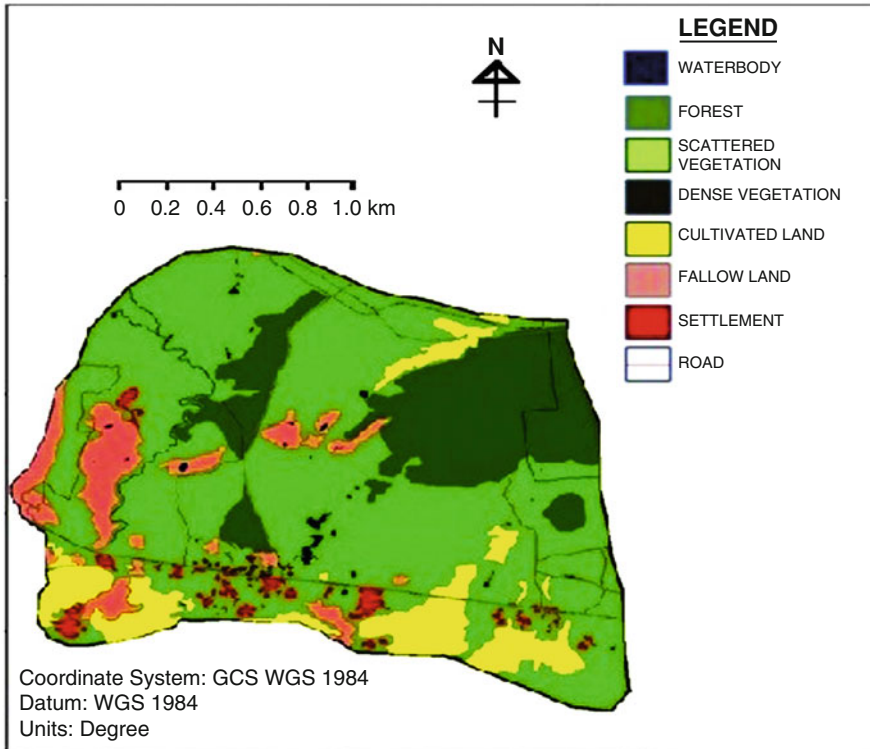 LEGEND
N
WATERBODY
FOREST
SCATTERED
VEGETATION
DENSE VEGETATION
CULTIVATED LAND
FALLOW LAND
SETTLEMENT
ROAD
0 0.2 0.4 0.6 0.8 1.0 km
Coordinate System: GCS WGS 1984
Datum: WGS 1984
Units: Degree